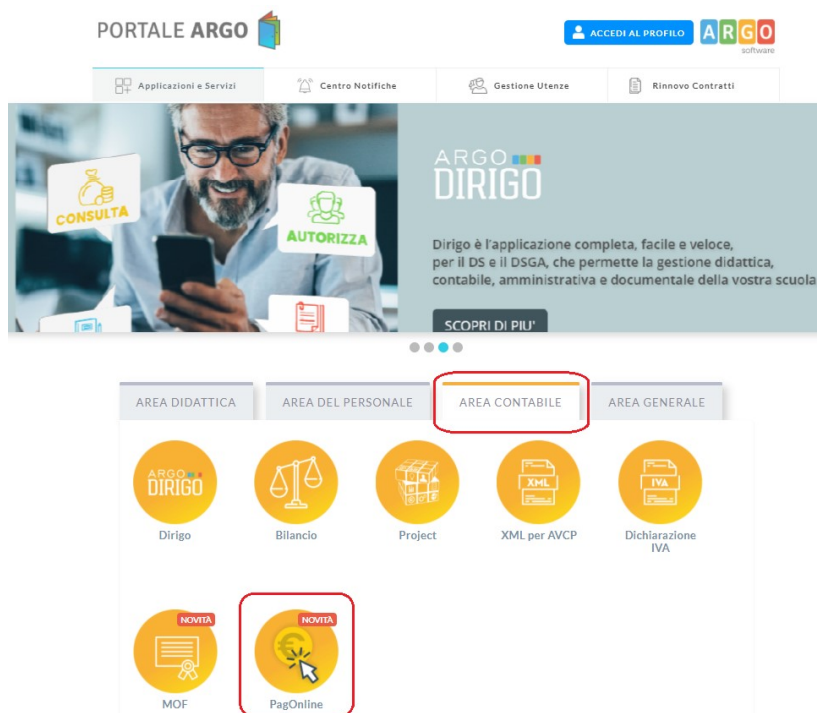 PORTALE ARGO
ACCEDI AL PROFILO
ARGO
software
Applicazioni e Servizi
Centro Notifiche
Gestione Utenze
Rinnovo Contratti
CONSULTA
AUTORIZZA
ARGO
DIRIGO
Dirigo è l'applicazione completa, facile e veloce,
per il DS e il DSGA, che permette la gestione didattica,
contabile, amministrativa e documentale della vostra scuola
SCOPRI DI PIU'
AREA DIDATTICA
AREA DEL PERSONALE
AREA CONTABILE
AREA GENERALE
ARGO
DIRIGO
XML
IVA
Dirigo
Bilancio
Project
XML per AVCP
Dichiarazione
IVA
NOVITÀ
NOVITÀ
€
MOF
PagOnline